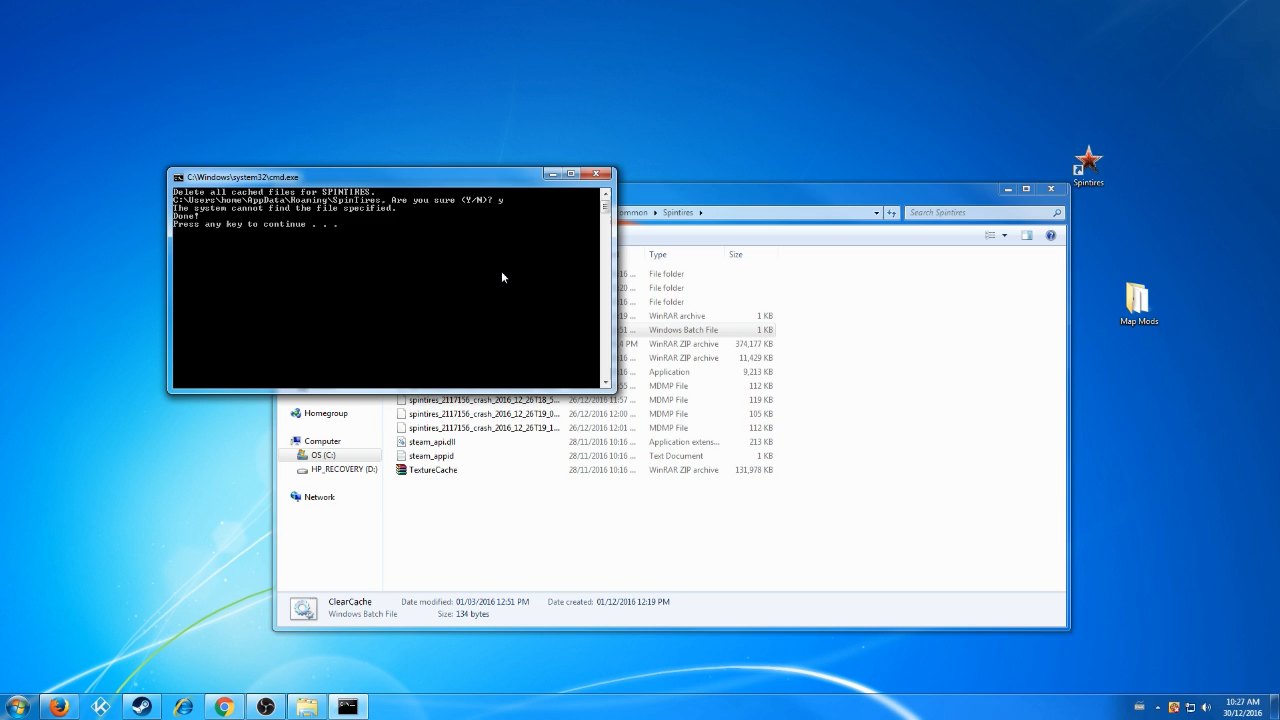 C:\Windows\system32\cmd.exe
Delete all cached files for SPINTIRES.
C:\Users\home\AppData\Roaming\SpinTires, Are you sure (Y/N)? y
The system cannot find the file specified.
Done!
Press any key to continue . . .
Spintires
ommon ▸ Spintires ▸
Search Spintires
Type Size
File folder
File folder
File folder
WinRAR archive 1 KB
Windows Batch File 1 KB
WinRAR ZIP archive 374,177 KB
WinRAR ZIP archive 11,429 KB
Application 9,213 KB
MDMP File 112 KB
spintires_2117156_crash_2016_12_26T18_5... 26/12/2016 11:57 ... MDMP File 119 KB
spintires_2117156_crash_2016_12_26T19_0... 26/12/2016 12:00 ... MDMP File 105 KB
spintires_2117156_crash_2016_12_26T19_1... 26/12/2016 12:01 ... MDMP File 112 KB
steam_api.dll 28/11/2016 10:16 ... Application extens... 213 KB
steam_appid 28/11/2016 10:16 ... Text Document 1 KB
TextureCache 28/11/2016 10:16 ... WinRAR ZIP archive 131,978 KB
Homegroup
Computer
OS (C:)
HP_RECOVERY (D:)
Network
Map Mods
ClearCache Date modified: 01/03/2016 12:51 PM Date created: 01/12/2016 12:19 PM
Windows Batch File Size: 134 bytes
10:27 AM
30/12/2016